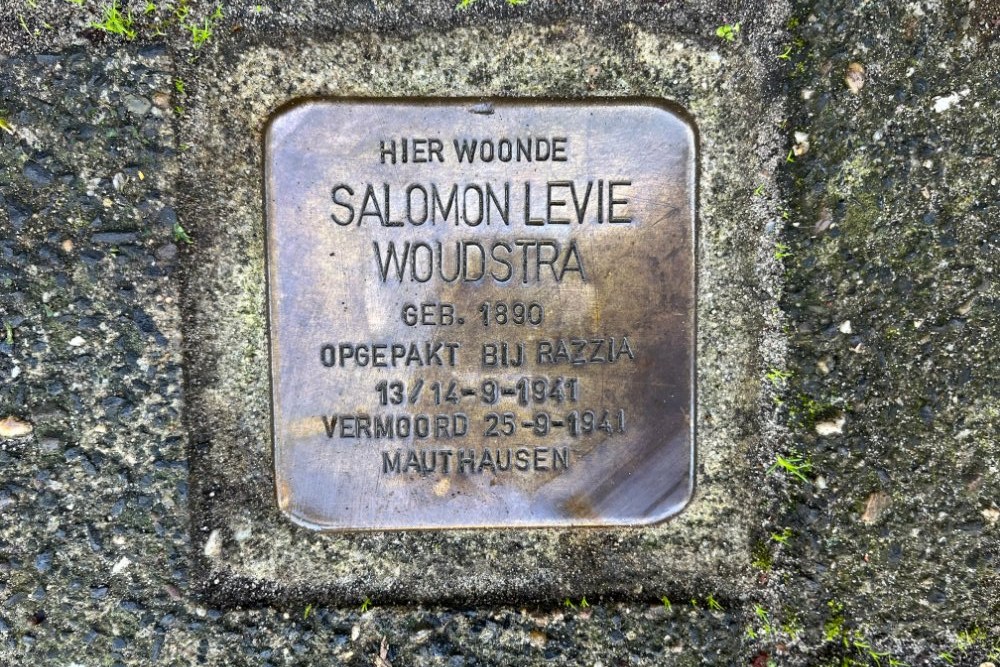 HIER WOONDE
SALOMON LEVIE
WOUDSTRA
GEB. 1890
OPGEPAKT BIJ RAZZIA
13/14-9-1941
VERMOORD 25-9-1941
MAUTHAUSEN